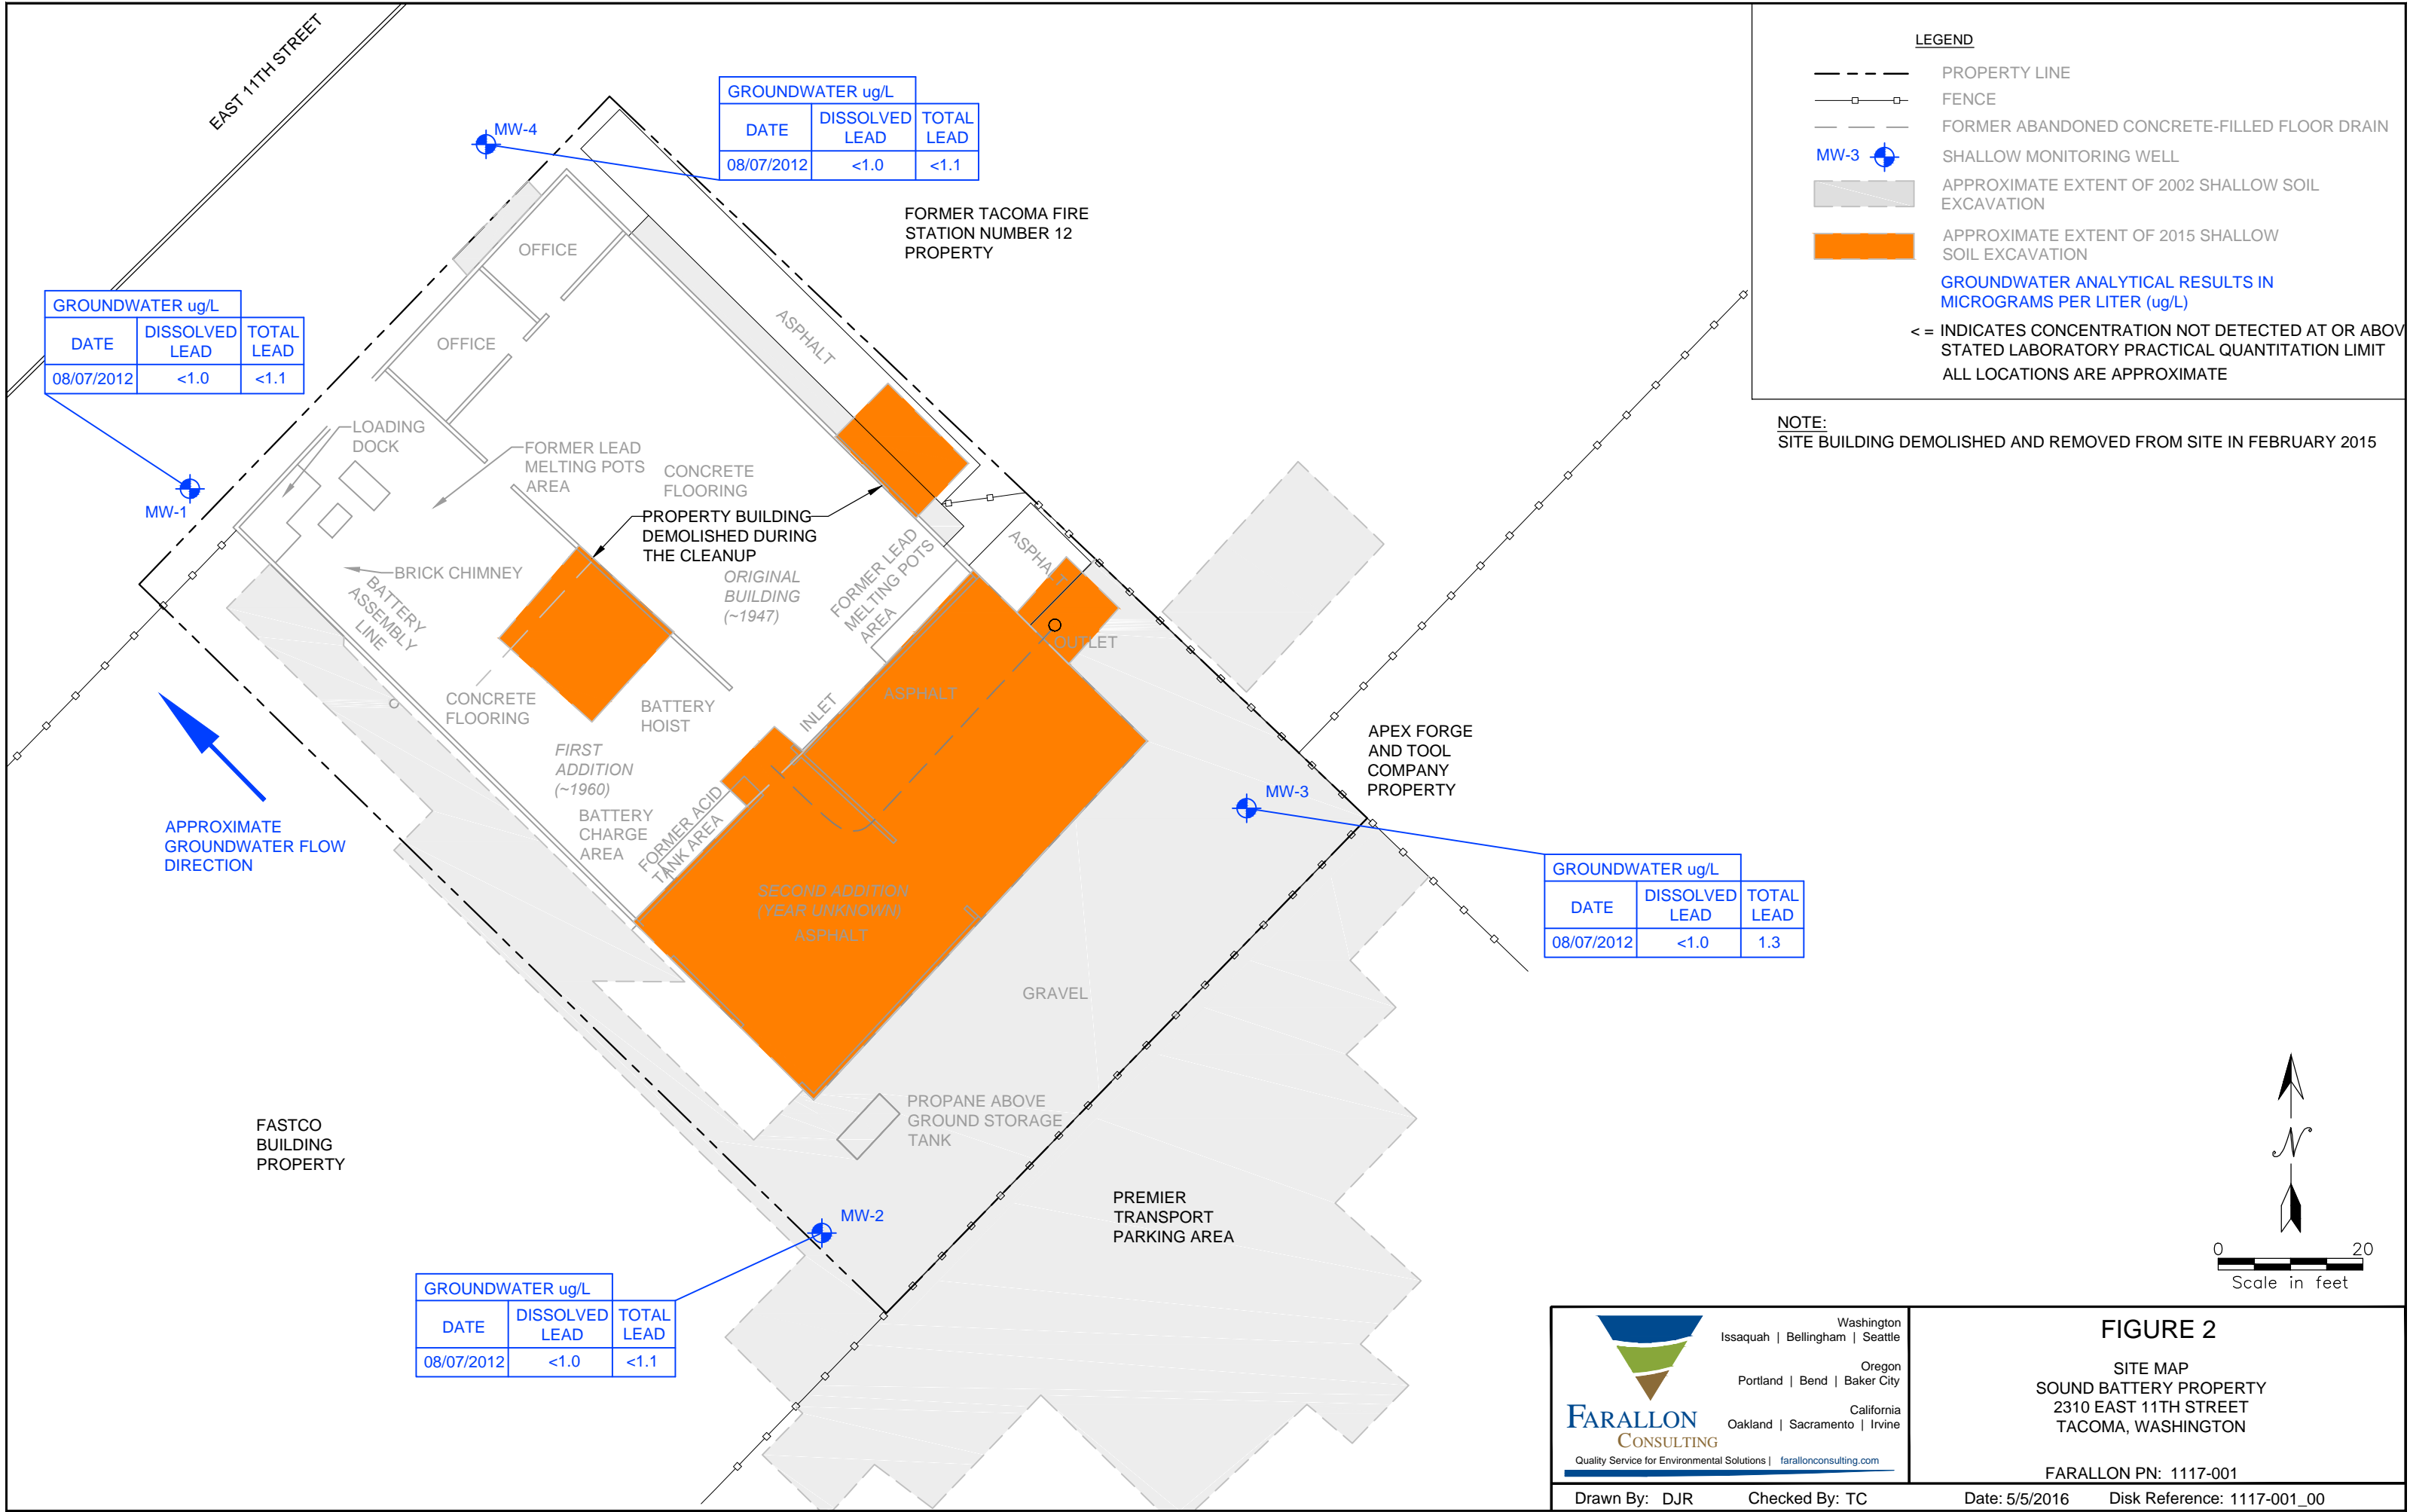 EAST 11TH STREET
MW-4
GROUNDWATER ug/L
DATE DISSOLVED LEAD TOTAL LEAD
08/07/2012 <1.0 <1.1
FORMER TACOMA FIRE
STATION NUMBER 12
PROPERTY
LEGEND
PROPERTY LINE
FENCE
FORMER ABANDONED CONCRETE-FILLED FLOOR DRAIN
MW-3 SHALLOW MONITORING WELL
APPROXIMATE EXTENT OF 2002 SHALLOW SOIL
EXCAVATION
APPROXIMATE EXTENT OF 2015 SHALLOW
SOIL EXCAVATION
GROUNDWATER ANALYTICAL RESULTS IN
MICROGRAMS PER LITER (ug/L)
< = INDICATES CONCENTRATION NOT DETECTED AT OR ABOV
STATED LABORATORY PRACTICAL QUANTITATION LIMIT
ALL LOCATIONS ARE APPROXIMATE
NOTE:
SITE BUILDING DEMOLISHED AND REMOVED FROM SITE IN FEBRUARY 2015
GROUNDWATER ug/L
DATE DISSOLVED LEAD TOTAL LEAD
08/07/2012 <1.0 <1.1
MW-1
OFFICE
OFFICE
ASPHALT
LOADING
DOCK
FORMER LEAD
MELTING POTS
AREA
CONCRETE
FLOORING
PROPERTY BUILDING
DEMOLISHED DURING
THE CLEANUP
BRICK CHIMNEY
BATTERY
ASSEMBLY
LINE
ORIGINAL
BUILDING
(~1947)
FORMER LEAD
MELTING POTS
AREA
ASPHALT
OUTLET
CONCRETE
FLOORING
BATTERY
HOIST
INLET
ASPHALT
FIRST
ADDITION
(~1960)
BATTERY
CHARGE
AREA
FORMER ACID
TANK AREA
SECOND ADDITION
(YEAR UNKNOWN)
ASPHALT
APPROXIMATE
GROUNDWATER FLOW
DIRECTION
APEX FORGE
AND TOOL
COMPANY
PROPERTY
MW-3
GROUNDWATER ug/L
DATE DISSOLVED LEAD TOTAL LEAD
08/07/2012 <1.0 1.3
GRAVEL
PROPANE ABOVE
GROUND STORAGE
TANK
FASTCO
BUILDING
PROPERTY
PREMIER
TRANSPORT
PARKING AREA
MW-2
GROUNDWATER ug/L
DATE DISSOLVED LEAD TOTAL LEAD
08/07/2012 <1.0 <1.1
N
0 20
Scale in feet
Washington
Issaquah | Bellingham | Seattle
Oregon
Portland | Bend | Baker City
California
Oakland | Sacramento | Irvine
FARALLON
CONSULTING
Quality Service for Environmental Solutions | farallonconsulting.com
FIGURE 2
SITE MAP
SOUND BATTERY PROPERTY
2310 EAST 11TH STREET
TACOMA, WASHINGTON
FARALLON PN: 1117-001
Drawn By: DJR Checked By: TC Date: 5/5/2016 Disk Reference: 1117-001_00